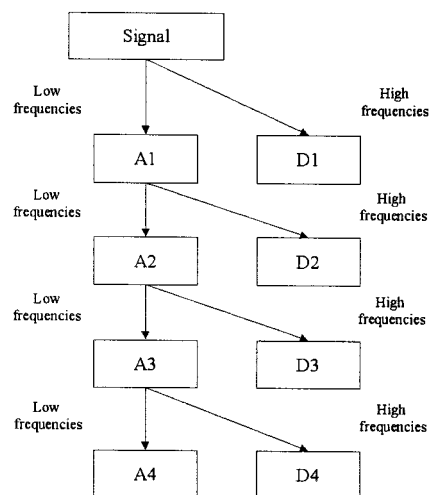 Signal
Low
frequencies
High
frequencies
A1
D1
Low
frequencies
High
frequencies
A2
D2
Low
frequencies
High
frequencies
A3
D3
Low
frequencies
High
frequencies
A4
D4